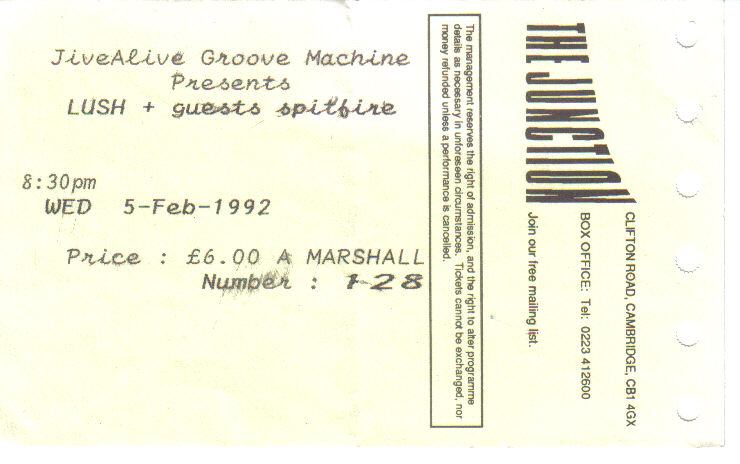 JiveAlive Groove Machine
Presents
LUSH + guests spitfire
8:30pm
WED 5-Feb-1992
Price : £6.00 A MARSHALL
Number : 128
The management reserves the right of admission, and the right to alter programme
details as necessary in unforeseen circumstances. Tickets cannot be exchanged, nor
money refunded unless a performance is cancelled.
THE JUNCTION
CLIFTON ROAD, CAMBRIDGE, CB1 4GX
BOX OFFICE: Tel: 0223 412600
Join our free mailing list.